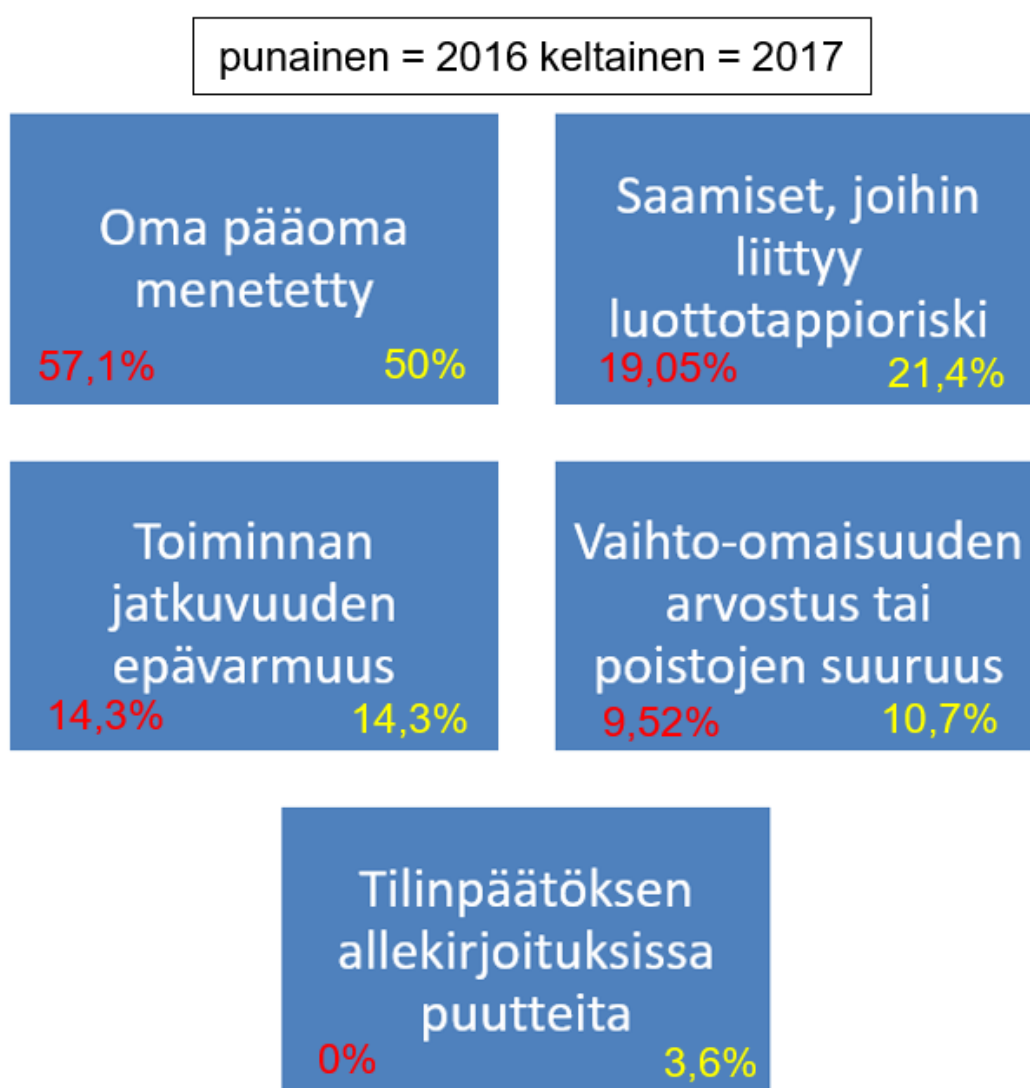 punainen = 2016 keltainen = 2017
Oma pääoma
menetetty
57,1% 50%
Saamiset, joihin
liittyy
luottotappioriski
19,05% 21,4%
Toiminnan
jatkuvuuden
epävarmuus
14,3% 14,3%
Vaihto-omaisuuden
arvostus tai
poistojen suuruus
9,52% 10,7%
Tilinpäätöksen
allekirjoituksissa
puutteita
0% 3,6%